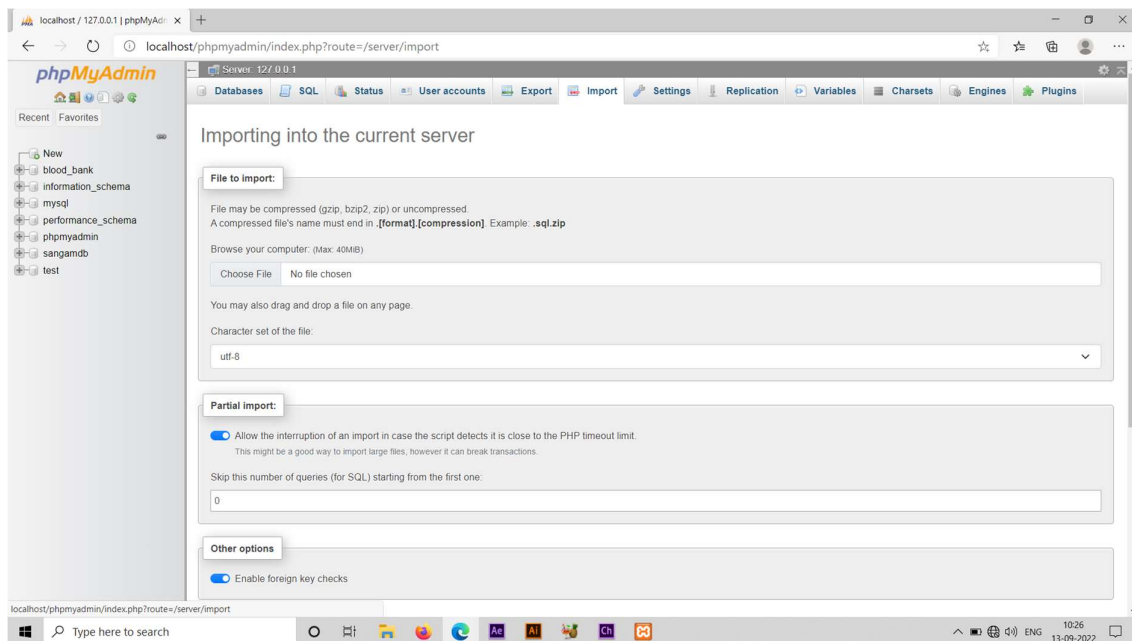 localhost / 127.0.0.1 | phpMyAdm
localhost/phpmyadmin/index.php?route=/server/import
phpMyAdmin
Recent Favorites
New
blood_bank
information_schema
mysql
performance_schema
phpmyadmin
sangamdb
test
Server: 127.0.0.1
Databases SQL Status User accounts Export Import Settings Replication Variables Charsets Engines Plugins
Importing into the current server
File to import:
File may be compressed (gzip, bzip2, zip) or uncompressed.
A compressed file's name must end in .[format].[compression]. Example: .sql.zip
Browse your computer: (Max: 40MiB)
Choose File No file chosen
You may also drag and drop a file on any page.
Character set of the file:
utf-8
Partial import:
Allow the interruption of an import in case the script detects it is close to the PHP timeout limit.
This might be a good way to import large files, however it can break transactions.
Skip this number of queries (for SQL) starting from the first one:
0
Other options
Enable foreign key checks
localhost/phpmyadmin/index.php?route=/server/import
Type here to search
Ae Ai Ch
ENG
10:26
13-09-2022